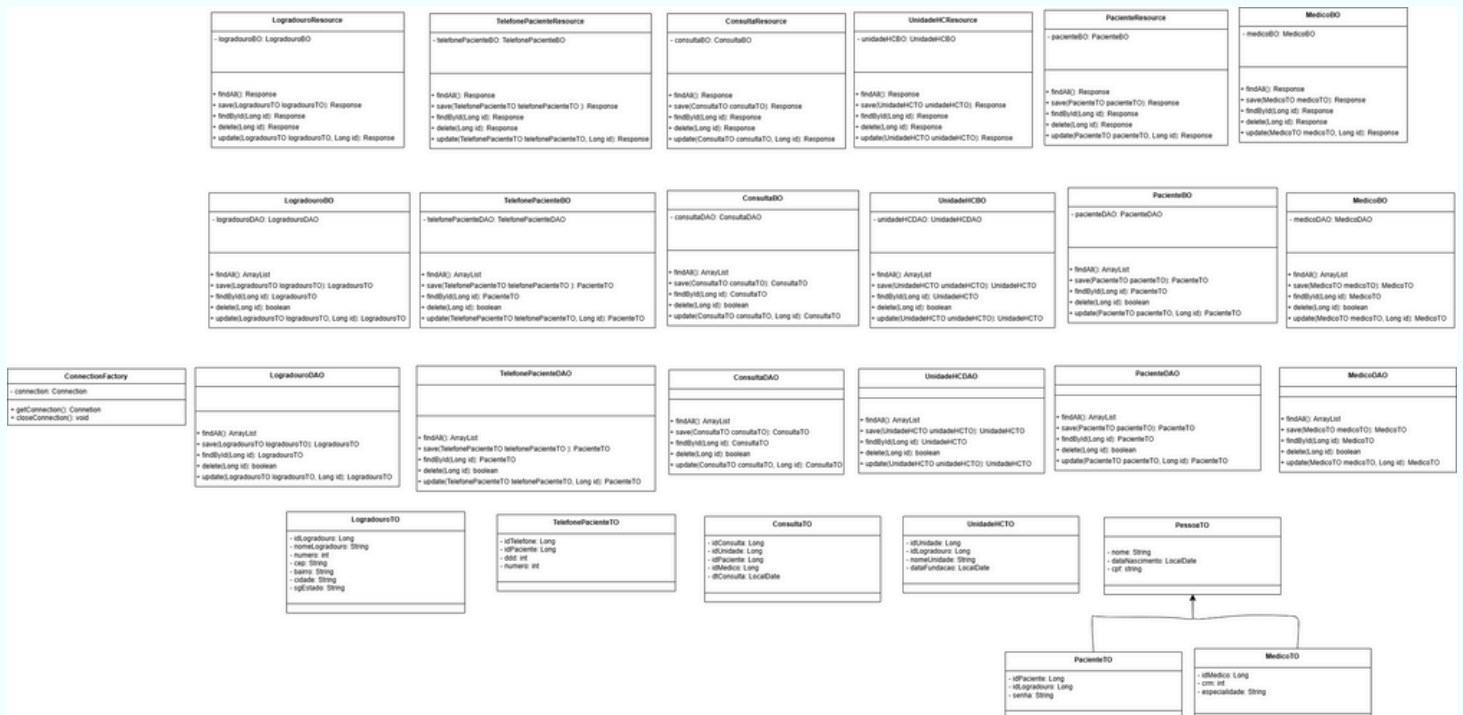 LogradouroResource
- logradouroBO: LogradouroBO
+ findAll(): Response
+ save(LogradouroTO logradouroTO): Response
+ findById(Long id): Response
+ delete(Long id): Response
+ update(LogradouroTO logradouroTO, Long id): Response
TelefonePacienteResource
- telefonePacienteBO: TelefonePacienteBO
+ findAll(): Response
+ save(TelefonePacienteTO telefonePacienteTO ): Response
+ findById(Long id): Response
+ delete(Long id): Response
+ update(TelefonePacienteTO telefonePacienteTO, Long id): Response
ConsultaResource
- consultaBO: ConsultaBO
+ findAll(): Response
+ save(ConsultaTO consultaTO): Response
+ findById(Long id): Response
+ delete(Long id): Response
+ update(ConsultaTO consultaTO, Long id): Response
UnidadeHCResource
- unidadeHCBO: UnidadeHCBO
+ findAll(): Response
+ save(UnidadeHCTO unidadeHCTO): Response
+ findById(Long id): Response
+ delete(Long id): Response
+ update(UnidadeHCTO unidadeHCTO): Response
PacienteResource
- pacienteBO: PacienteBO
+ findAll(): Response
+ save(PacienteTO pacienteTO): Response
+ findById(Long id): Response
+ delete(Long id): Response
+ update(PacienteTO pacienteTO, Long id): Response
MedicoBO
- medicoBO: MedicoBO
+ findAll(): Response
+ save(MedicoTO medicoTO): Response
+ findById(Long id): Response
+ delete(Long id): Response
+ update(MedicoTO medicoTO, Long id): Response
LogradouroBO
- logradouroDAO: LogradouroDAO
+ findAll(): ArrayList
+ save(LogradouroTO logradouroTO): LogradouroTO
+ findById(Long id): LogradouroTO
+ delete(Long id): boolean
+ update(LogradouroTO logradouroTO, Long id): LogradouroTO
TelefonePacienteBO
- telefonePacienteDAO: TelefonePacienteDAO
+ findAll(): ArrayList
+ save(TelefonePacienteTO telefonePacienteTO ): PacienteTO
+ findById(Long id): PacienteTO
+ delete(Long id): boolean
+ update(TelefonePacienteTO telefonePacienteTO, Long id): PacienteTO
ConsultaBO
- consultaDAO: ConsultaDAO
+ findAll(): ArrayList
+ save(ConsultaTO consultaTO): ConsultaTO
+ findById(Long id): ConsultaTO
+ delete(Long id): boolean
+ update(ConsultaTO consultaTO, Long id): ConsultaTO
UnidadeHCBO
- unidadeHCDAO: UnidadeHCDAO
+ findAll(): ArrayList
+ save(UnidadeHCTO unidadeHCTO): UnidadeHCTO
+ findById(Long id): UnidadeHCTO
+ delete(Long id): boolean
+ update(UnidadeHCTO unidadeHCTO): UnidadeHCTO
PacienteBO
- pacienteDAO: PacienteDAO
+ findAll(): ArrayList
+ save(PacienteTO pacienteTO): PacienteTO
+ findById(Long id): PacienteTO
+ delete(Long id): boolean
+ update(PacienteTO pacienteTO, Long id): PacienteTO
MedicoBO
- medicoDAO: MedicoDAO
+ findAll(): ArrayList
+ save(MedicoTO medicoTO): MedicoTO
+ findById(Long id): MedicoTO
+ delete(Long id): boolean
+ update(MedicoTO medicoTO, Long id): MedicoTO
ConnectionFactory
- connection: Connection
+ getConnection(): Connetion
+ closeConnection(): void
LogradouroDAO
+ findAll(): ArrayList
+ save(LogradouroTO logradouroTO): LogradouroTO
+ findById(Long id): LogradouroTO
+ delete(Long id): boolean
+ update(LogradouroTO logradouroTO, Long id): LogradouroTO
TelefonePacienteDAO
+ findAll(): ArrayList
+ save(TelefonePacienteTO telefonePacienteTO ): PacienteTO
+ findById(Long id): PacienteTO
+ delete(Long id): boolean
+ update(TelefonePacienteTO telefonePacienteTO, Long id): PacienteTO
ConsultaDAO
+ findAll(): ArrayList
+ save(ConsultaTO consultaTO): ConsultaTO
+ findById(Long id): ConsultaTO
+ delete(Long id): boolean
+ update(ConsultaTO consultaTO, Long id): ConsultaTO
UnidadeHCDAO
+ findAll(): ArrayList
+ save(UnidadeHCTO unidadeHCTO): UnidadeHCTO
+ findById(Long id): UnidadeHCTO
+ delete(Long id): boolean
+ update(UnidadeHCTO unidadeHCTO): UnidadeHCTO
PacienteDAO
+ findAll(): ArrayList
+ save(PacienteTO pacienteTO): PacienteTO
+ findById(Long id): PacienteTO
+ delete(Long id): boolean
+ update(PacienteTO pacienteTO, Long id): PacienteTO
MedicoDAO
+ findAll(): ArrayList
+ save(MedicoTO medicoTO): MedicoTO
+ findById(Long id): MedicoTO
+ delete(Long id): boolean
+ update(MedicoTO medicoTO, Long id): MedicoTO
LogradouroTO
- idLogradouro: Long
- nomeLogradouro: String
- numero: int
- cep: String
- bairro: String
- cidade: String
- sgEstado: String
TelefonePacienteTO
- idTelefone: Long
- idPaciente: Long
- ddd: int
- numero: int
ConsultaTO
- idConsulta: Long
- idUnidade: Long
- idPaciente: Long
- idMedico: Long
- dtConsulta: LocalDate
UnidadeHCTO
- idUnidade: Long
- idLogradouro: Long
- nomeUnidade: String
- dataFundacao: LocalDate
PessoaTO
- nome: String
- dataNascimento: LocalDate
- cpf: string
PacienteTO
- idPaciente: Long
- idLogradouro: Long
- senha: String
MedicoTO
- idMedico: Long
- crm: int
- especialidade: String